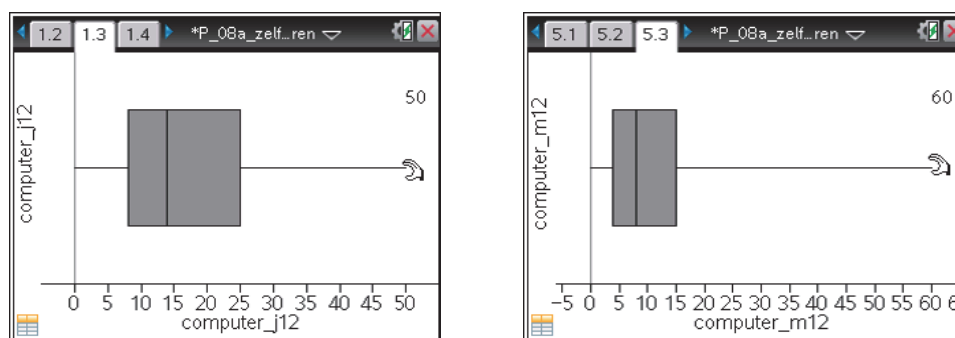 1.2 1.3 1.4 *P_08a_zelf…ren
50
computer_j12
0 5 10 15 20 25 30 35 40 45 50
computer_j12
5.1 5.2 5.3 *P_08a_zelf…ren
60
computer_m12
-5 0 5 10 15 20 25 30 35 40 45 50 55 60 6
computer_m12